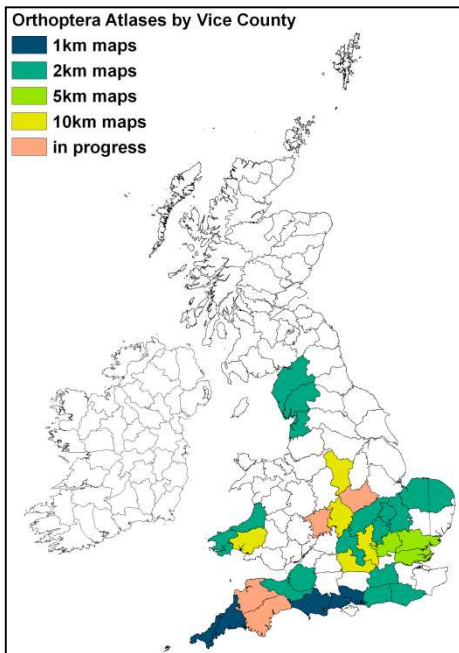 Orthoptera Atlases by Vice County
1km maps
2km maps
5km maps
10km maps
in progress